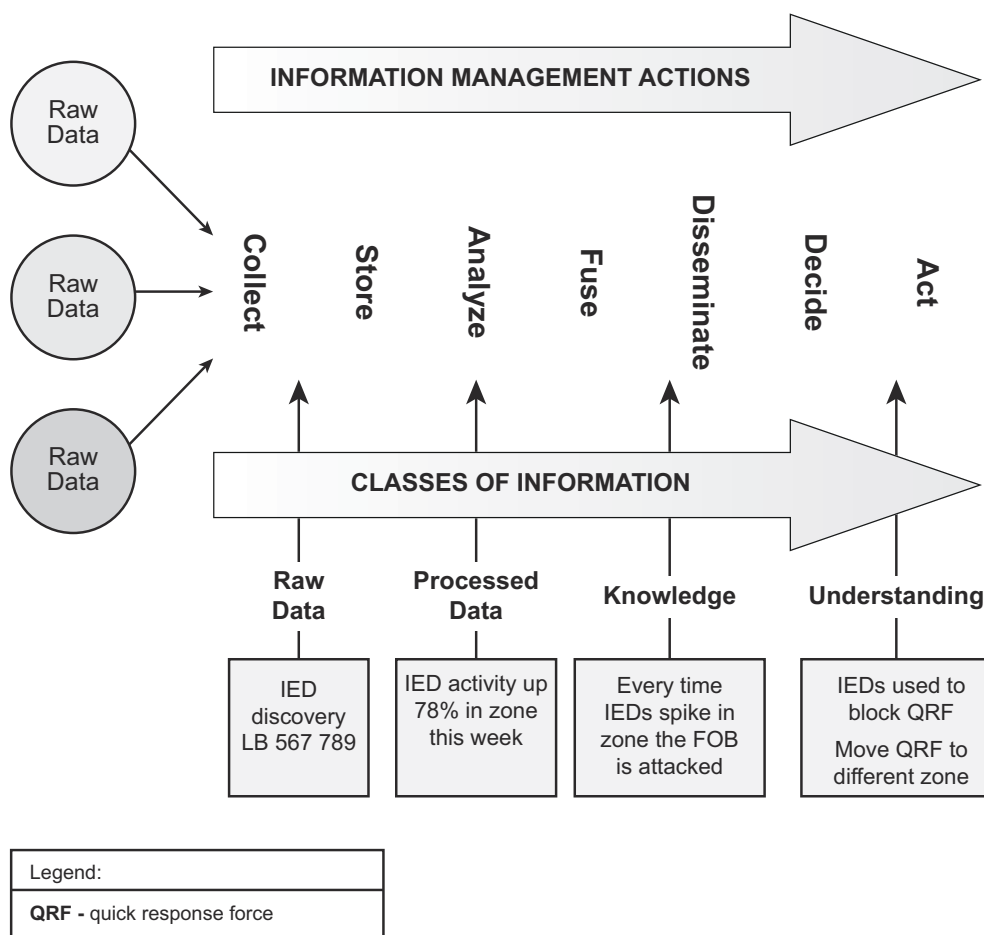 INFORMATION MANAGEMENT ACTIONS
Raw
Data
Raw
Data
Raw
Data
Collect
Store
Analyze
Fuse
Disseminate
Decide
Act
CLASSES OF INFORMATION
Raw
Data
Processed
Data
Knowledge
Understanding
IED
discovery
LB 567 789
IED activity up
78% in zone
this week
Every time
IEDs spike in
zone the FOB
is attacked
IEDs used to
block QRF
Move QRF to
different zone
Legend:
QRF - quick response force